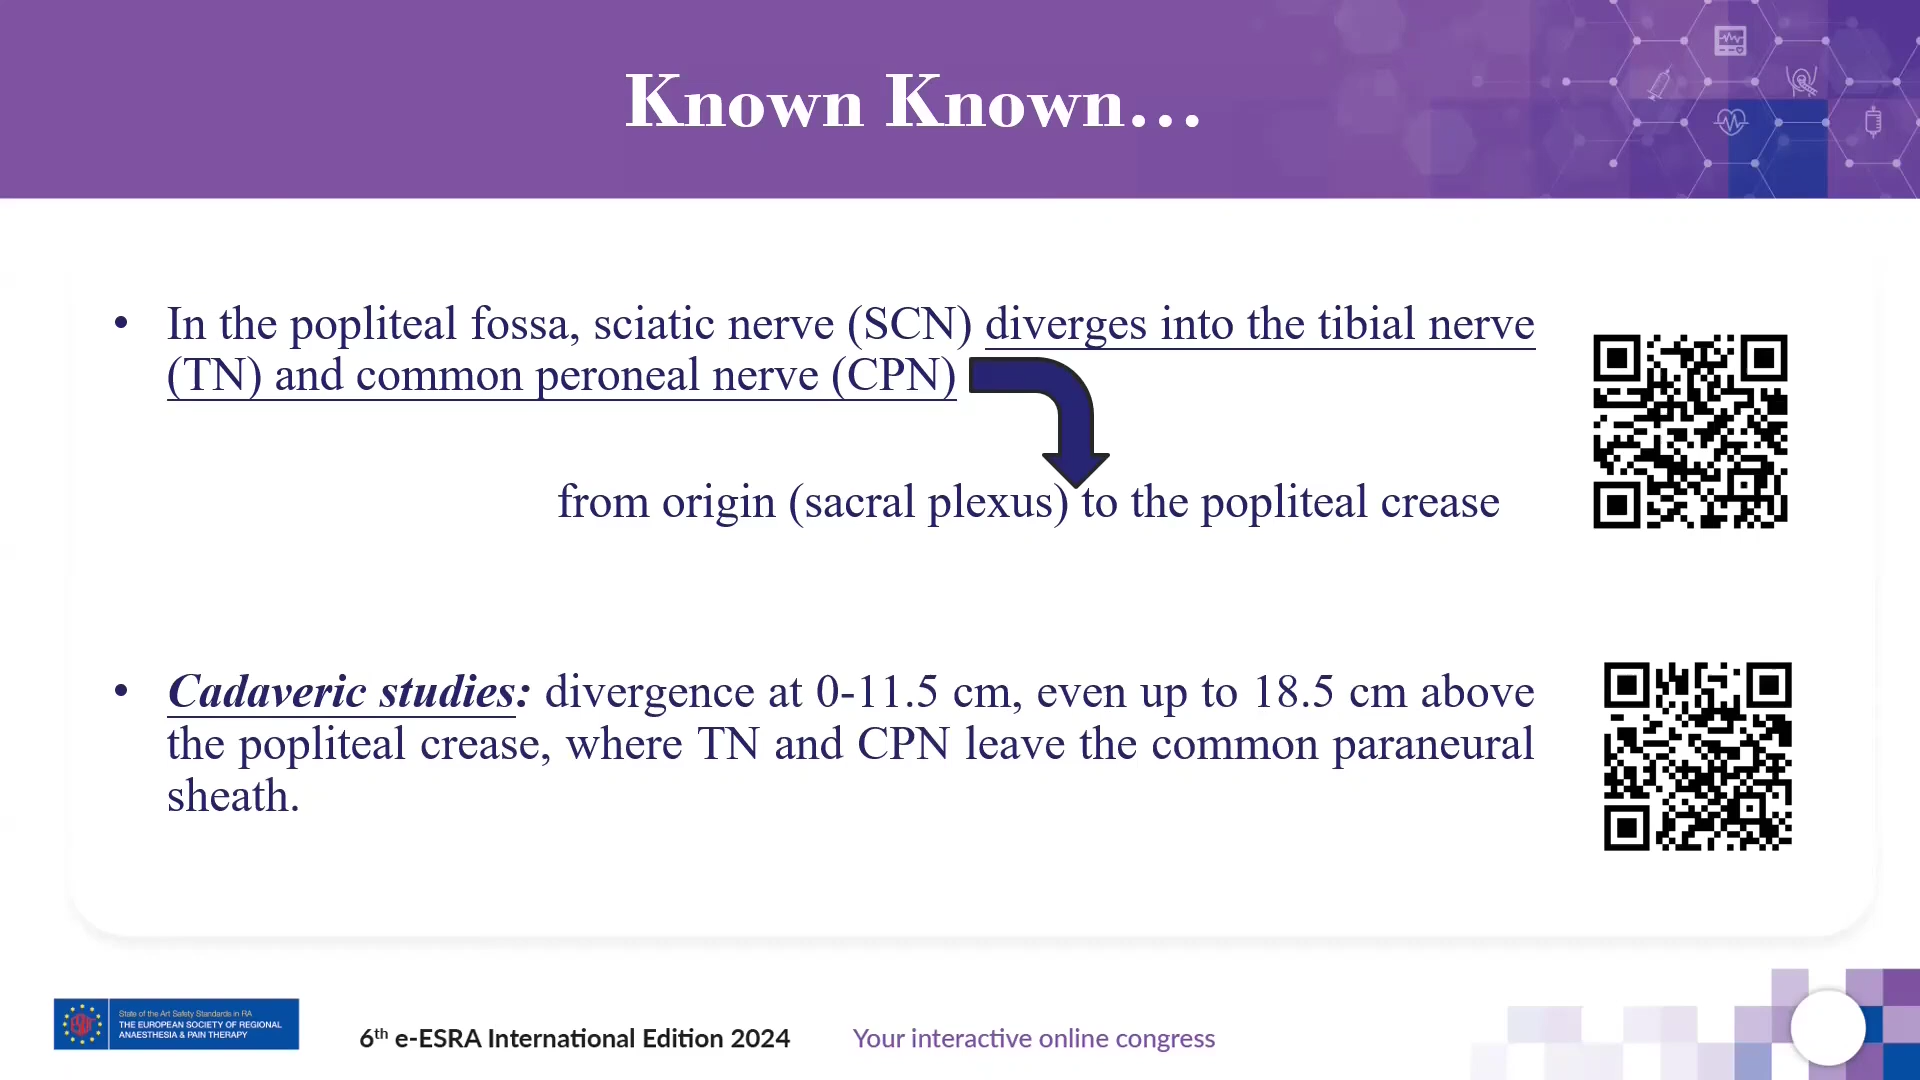 Known Known…
• In the popliteal fossa, sciatic nerve (SCN) diverges into the tibial nerve
(TN) and common peroneal nerve (CPN)
from origin (sacral plexus) to the popliteal crease
• Cadaveric studies: divergence at 0-11.5 cm, even up to 18.5 cm above
the popliteal crease, where TN and CPN leave the common paraneural
sheath.
State of the Art Safety Standards in RA
THE EUROPEAN SOCIETY OF REGIONAL
ANAESTHESIA & PAIN THERAPY
6th e-ESRA International Edition 2024
Your interactive online congress